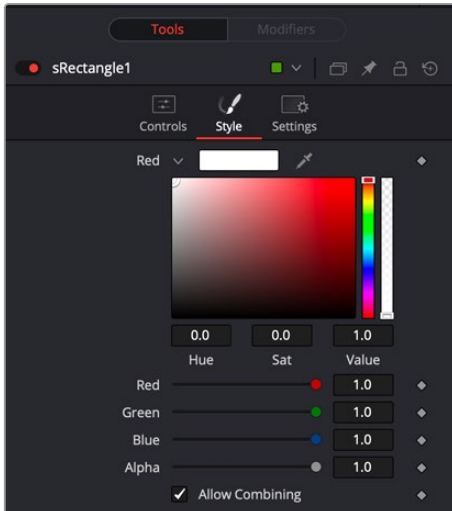 Tools Modifiers
sRectangle1
Controls Style Settings
Red
0.0 0.0 1.0
Hue Sat Value
Red 1.0
Green 1.0
Blue 1.0
Alpha 1.0
Allow Combining